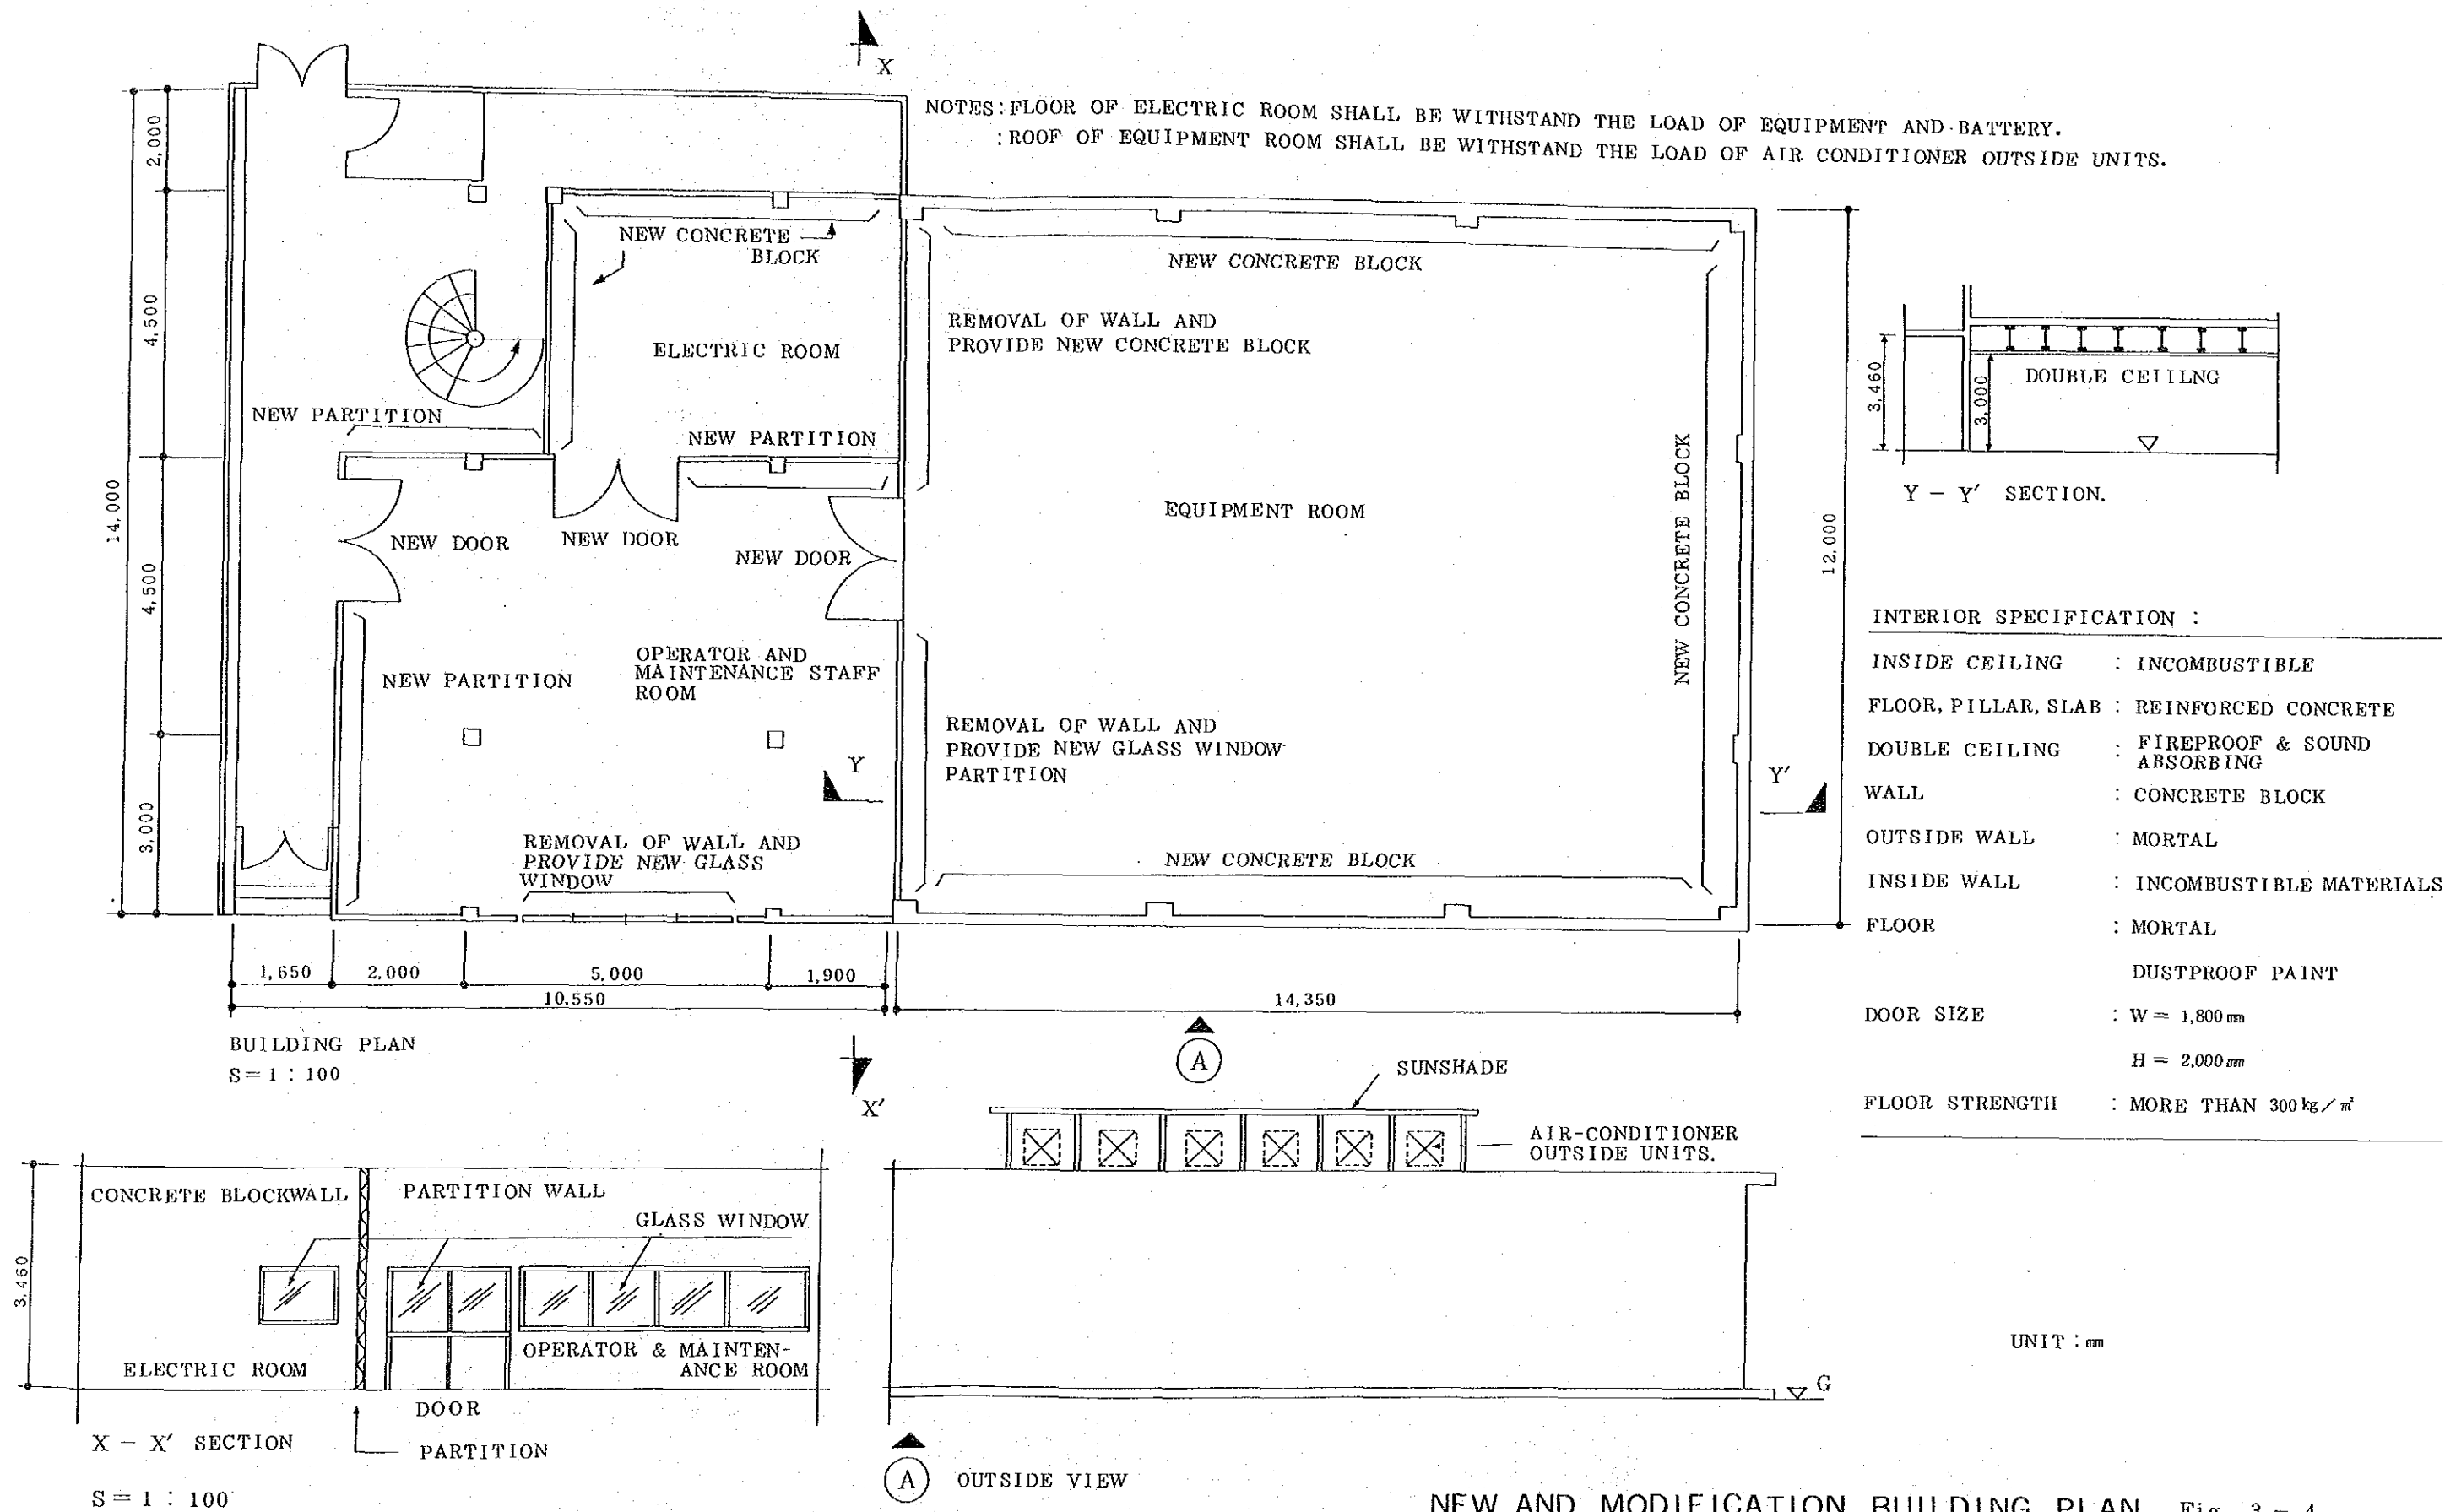 X
NOTES:FLOOR OF ELECTRIC ROOM SHALL BE WITHSTAND THE LOAD OF EQUIPMENT AND BATTERY.
:ROOF OF EQUIPMENT ROOM SHALL BE WITHSTAND THE LOAD OF AIR CONDITIONER OUTSIDE UNITS.
2,000
4,500
14,000
4,500
3,000
NEW CONCRETE
BLOCK
ELECTRIC ROOM
NEW PARTITION
NEW PARTITION
NEW DOOR
NEW DOOR
NEW DOOR
NEW PARTITION
OPERATOR AND
MAINTENANCE STAFF
ROOM
Y
REMOVAL OF WALL AND
PROVIDE NEW GLASS
WINDOW
NEW CONCRETE BLOCK
REMOVAL OF WALL AND
PROVIDE NEW CONCRETE BLOCK
EQUIPMENT ROOM
NEW CONCRETE BLOCK
REMOVAL OF WALL AND
PROVIDE NEW GLASS WINDOW
PARTITION
NEW CONCRETE BLOCK
Y′
12,000
1,650
2,000
5,000
1,900
10,550
14,350
BUILDING PLAN
S=1 : 100
X′
A
3,460
3,000
DOUBLE CEIILNG
Y - Y′ SECTION.
INTERIOR SPECIFICATION :
INSIDE CEILING : INCOMBUSTIBLE
FLOOR, PILLAR, SLAB : REINFORCED CONCRETE
DOUBLE CEILING : FIREPROOF & SOUND
ABSORBING
WALL : CONCRETE BLOCK
OUTSIDE WALL : MORTAL
INSIDE WALL : INCOMBUSTIBLE MATERIALS
FLOOR : MORTAL
DUSTPROOF PAINT
DOOR SIZE : W = 1,800 mm
H = 2,000 mm
FLOOR STRENGTH : MORE THAN 300 kg/㎡
3,460
CONCRETE BLOCKWALL
PARTITION WALL
GLASS WINDOW
ELECTRIC ROOM
OPERATOR & MAINTEN-
ANCE ROOM
DOOR
PARTITION
X - X′ SECTION
S = 1 : 100
SUNSHADE
AIR-CONDITIONER
OUTSIDE UNITS.
G
A OUTSIDE VIEW
UNIT : mm
NEW AND MODIFICATION BUILDING PLAN Fig. 3 - 4